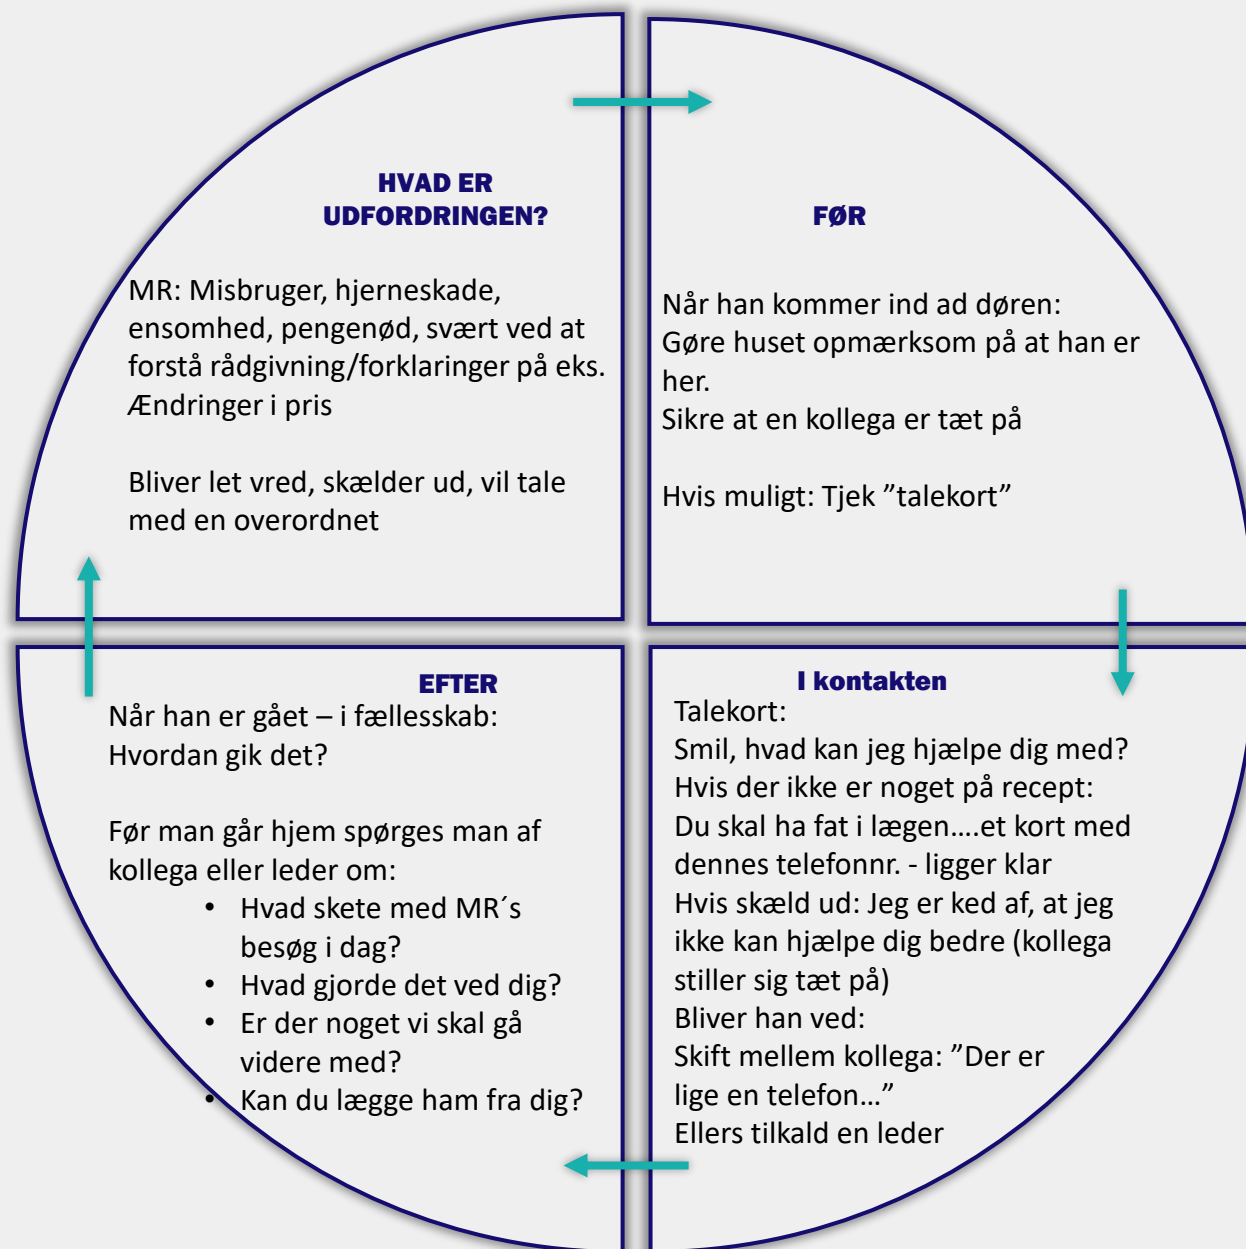 HVAD ER
UDFORDRINGEN?
MR: Misbruger, hjerneskade,
ensomhed, pengenød, svært ved at
forstå rådgivning/forklaringer på eks.
Ændringer i pris
Bliver let vred, skælder ud, vil tale
med en overordnet
FØR
Når han kommer ind ad døren:
Gøre huset opmærksom på at han er
her.
Sikre at en kollega er tæt på
Hvis muligt: Tjek ”talekort”
I kontakten
Talekort:
Smil, hvad kan jeg hjælpe dig med?
Hvis der ikke er noget på recept:
Du skal ha fat i lægen....et kort med
dennes telefonnr. - ligger klar
Hvis skæld ud: Jeg er ked af, at jeg
ikke kan hjælpe dig bedre (kollega
stiller sig tæt på)
Bliver han ved:
Skift mellem kollega: ”Der er
lige en telefon…”
Ellers tilkald en leder
EFTER
Når han er gået – i fællesskab:
Hvordan gik det?
Før man går hjem spørges man af
kollega eller leder om:
• Hvad skete med MR´s
besøg i dag?
• Hvad gjorde det ved dig?
• Er der noget vi skal gå
videre med?
• Kan du lægge ham fra dig?